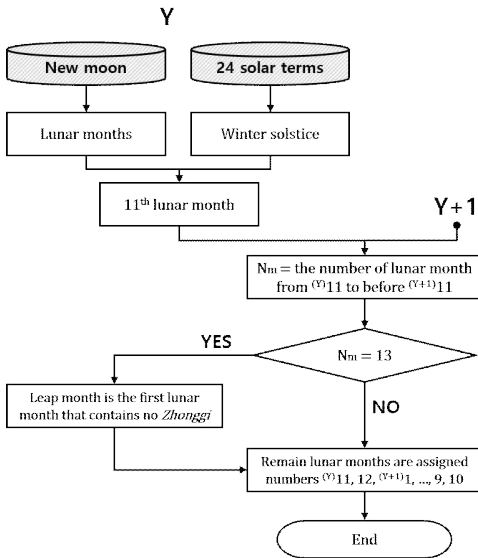 Y
New moon
24 solar terms
Lunar months
Winter solstice
11th lunar month
Y+1
Nm = the number of lunar month
from (Y)11 to before (Y+1)11
YES
Nm = 13
Leap month is the first lunar
month that contains no Zhonggi
NO
Remain lunar months are assigned
numbers (Y)11, 12, (Y+1)1, ..., 9, 10
End